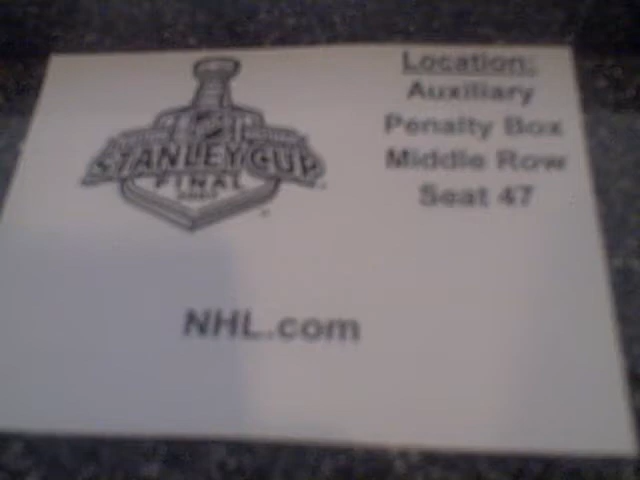 STANLEY CUP
FINAL
Location:
Auxiliary
Penalty Box
Middle Row
Seat 47
NHL.com